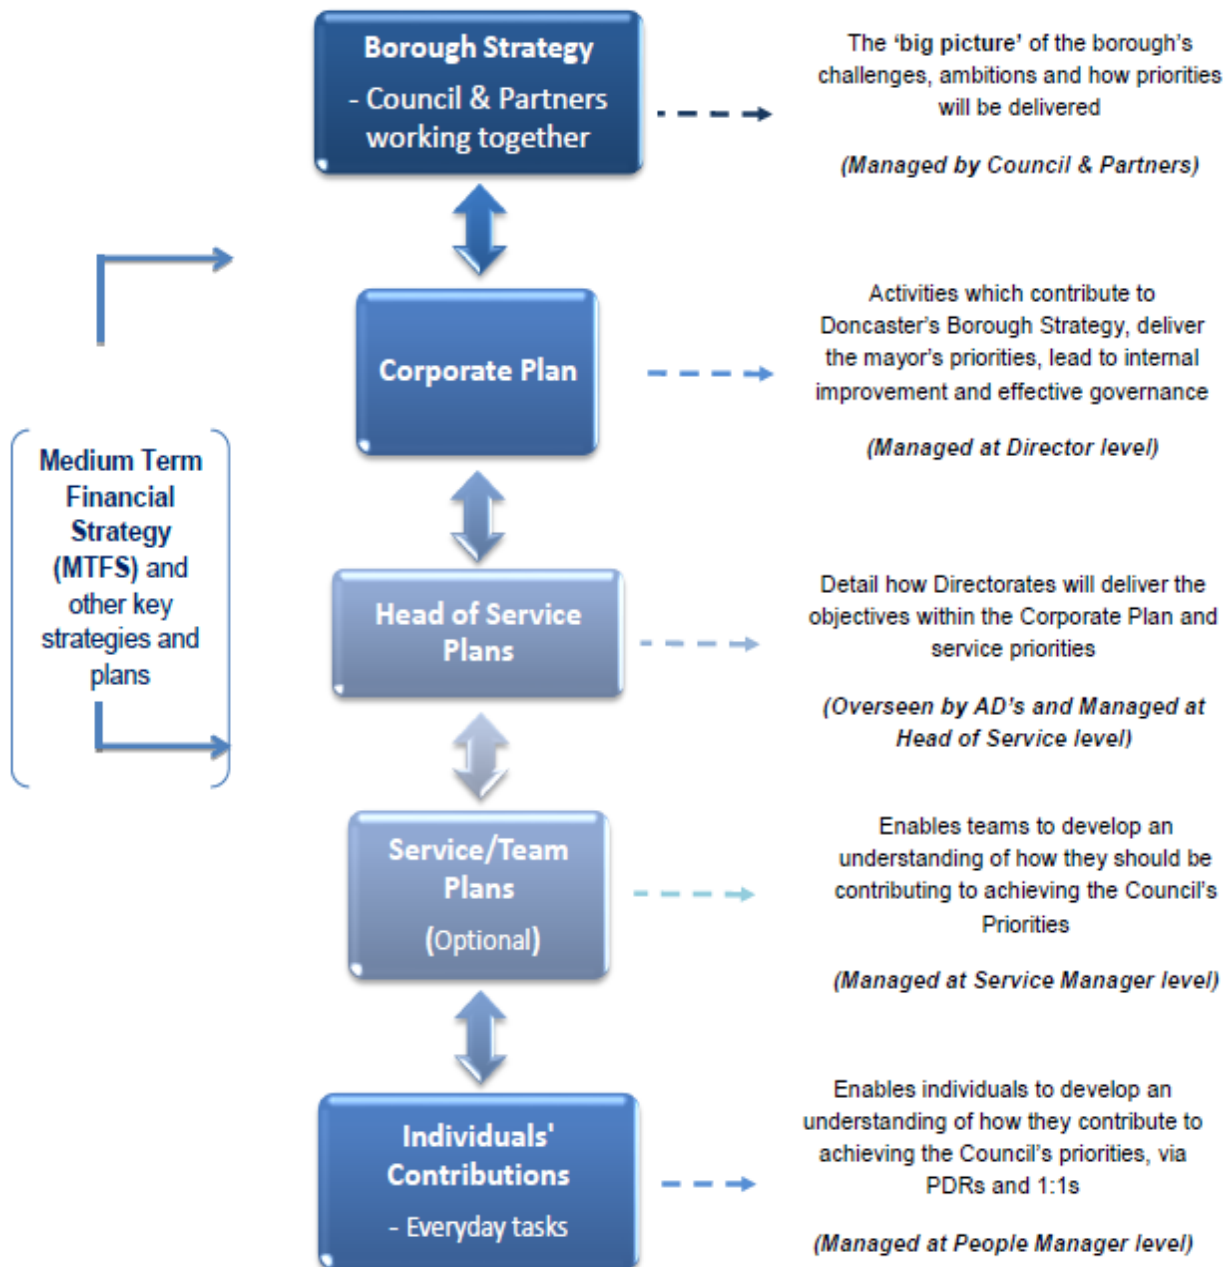 Borough Strategy
- Council & Partners
working together
The 'big picture' of the borough's
challenges, ambitions and how priorities
will be delivered
(Managed by Council & Partners)
Corporate Plan
Activities which contribute to
Doncaster's Borough Strategy, deliver
the mayor's priorities, lead to internal
improvement and effective governance
(Managed at Director level)
Medium Term
Financial
Strategy
(MTFS) and
other key
strategies and
plans
Head of Service
Plans
Detail how Directorates will deliver the
objectives within the Corporate Plan and
service priorities
(Overseen by AD's and Managed at
Head of Service level)
Service/Team
Plans
(Optional)
Enables teams to develop an
understanding of how they should be
contributing to achieving the Council's
Priorities
(Managed at Service Manager level)
Individuals'
Contributions
- Everyday tasks
Enables individuals to develop an
understanding of how they contribute to
achieving the Council's priorities, via
PDRs and 1:1s
(Managed at People Manager level)